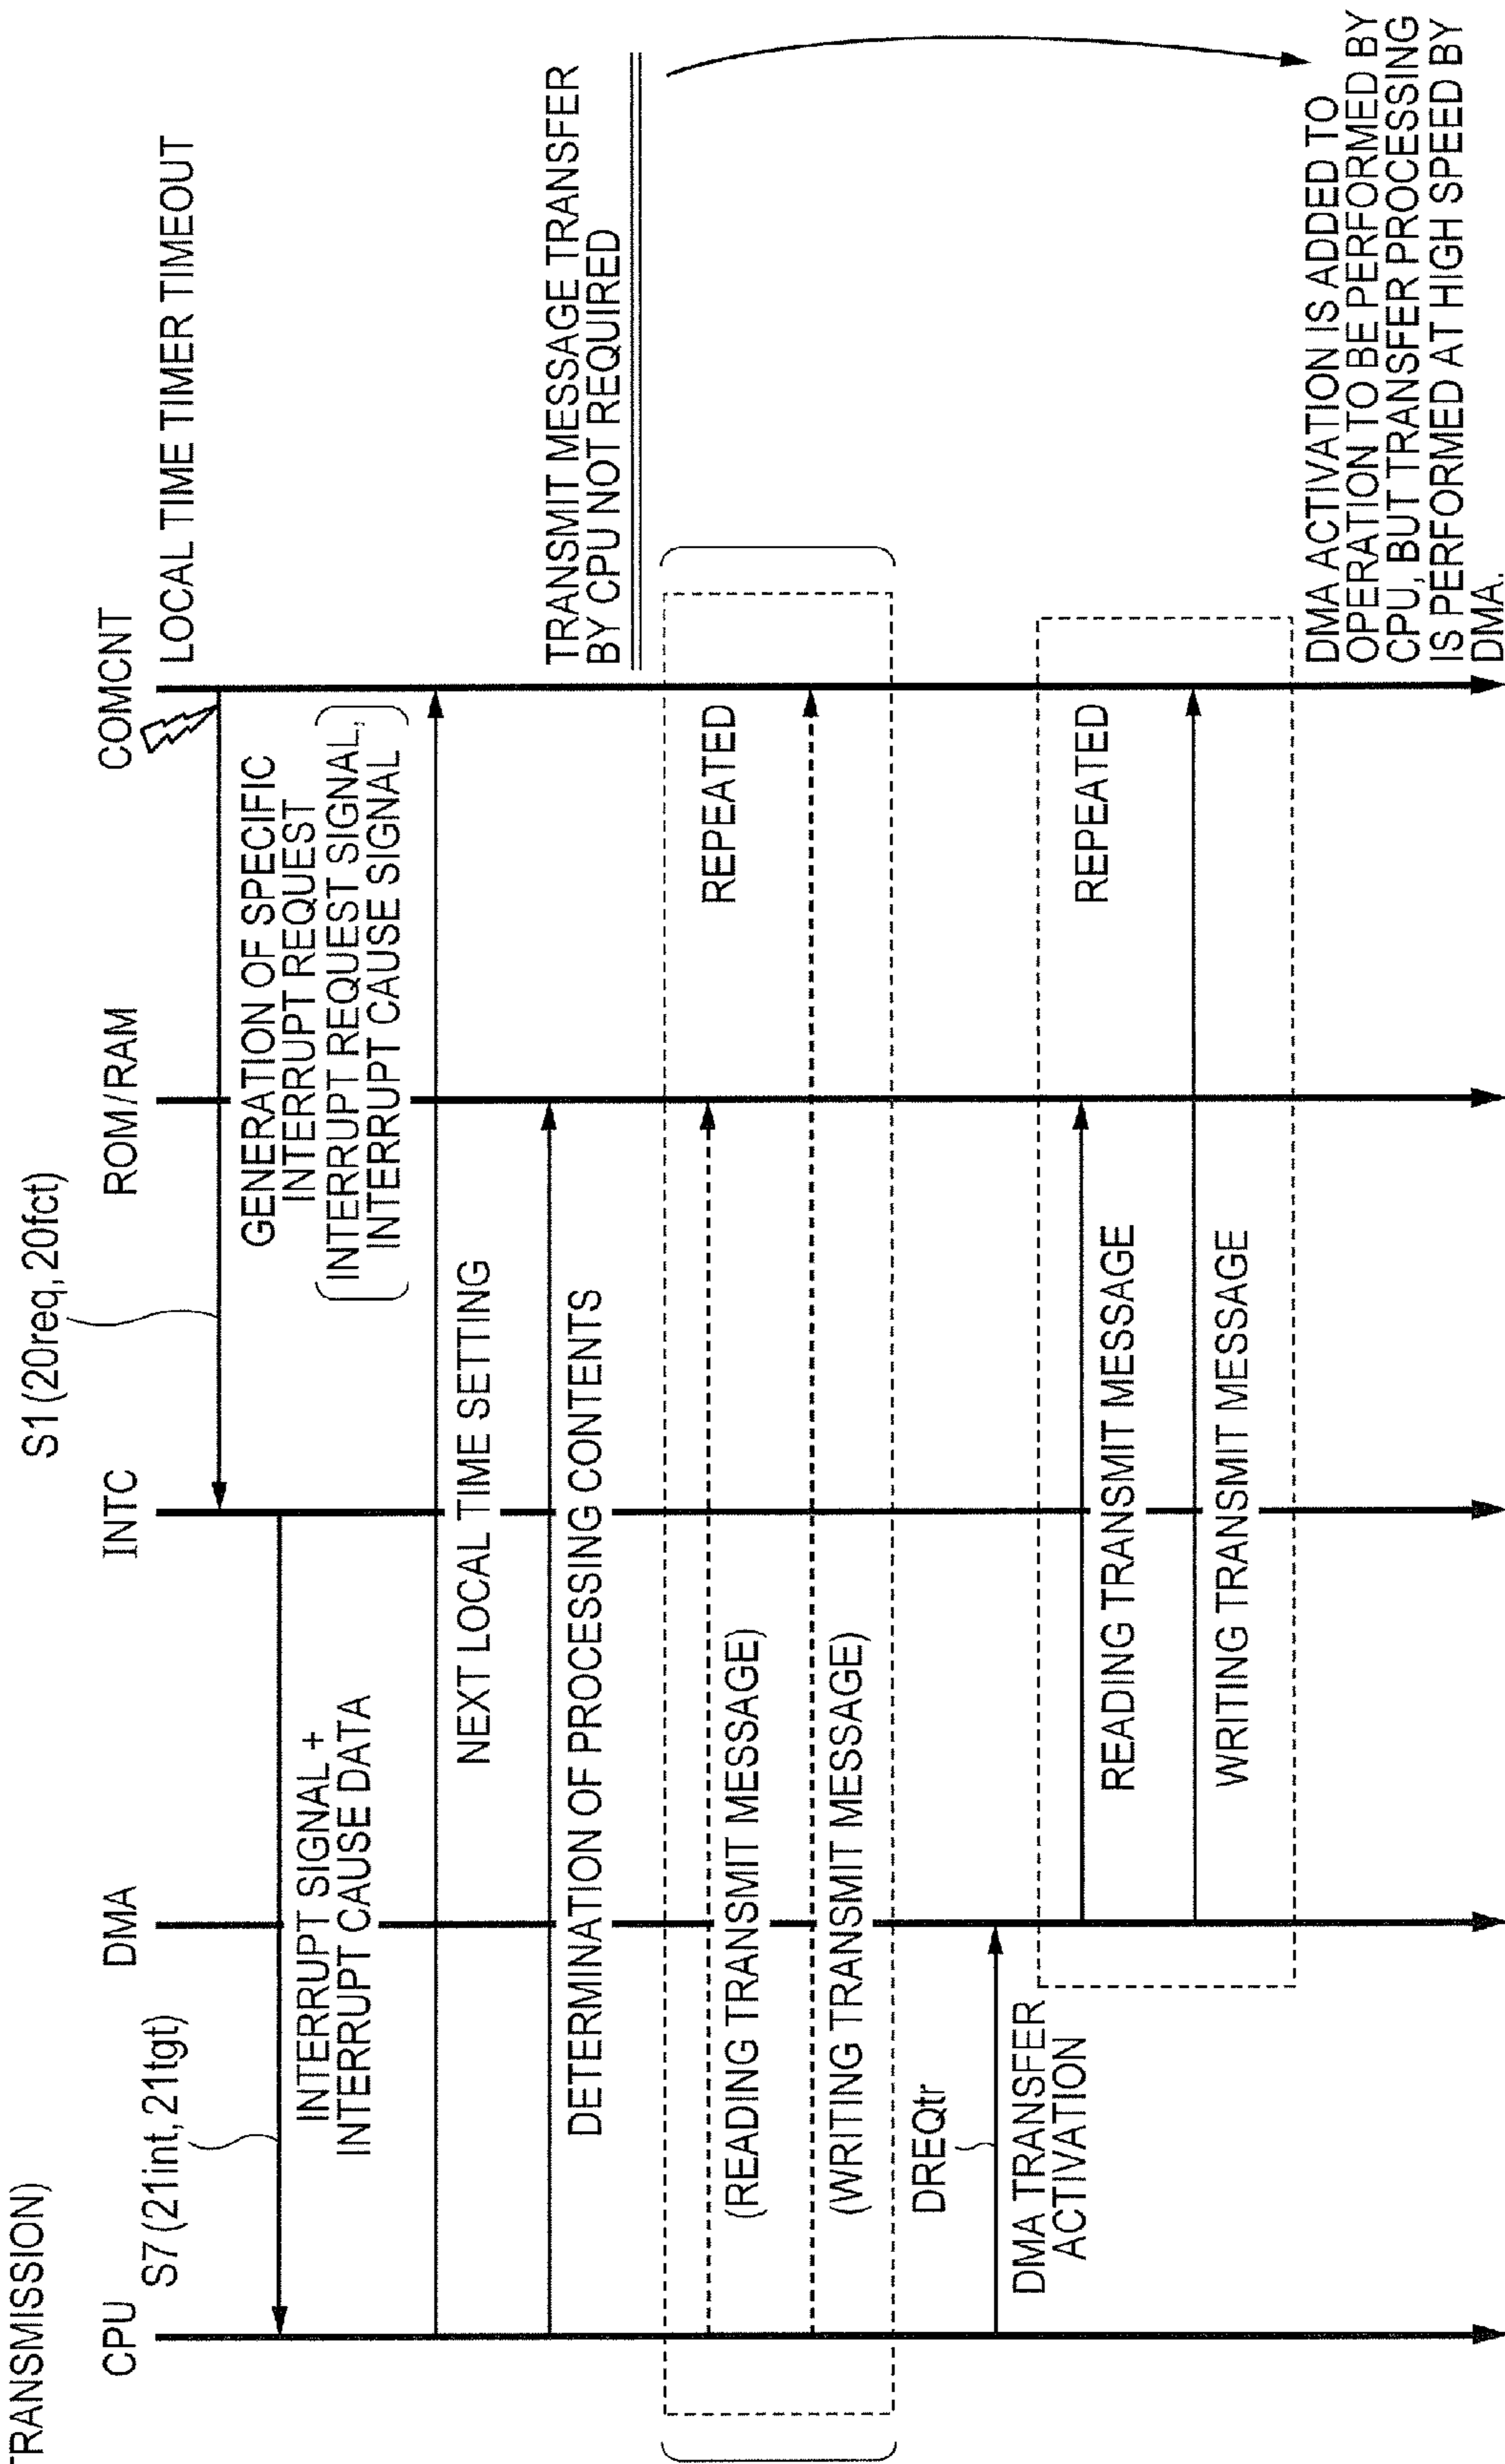 TRANSMISSION)
CPU
DMA
INTC
ROM/RAM
COMCNT
S1 (20req, 20fct)
LOCAL TIME TIMER TIMEOUT
S7 (21int, 21tgt)
GENERATION OF SPECIFIC
INTERRUPT REQUEST
INTERRUPT REQUEST SIGNAL,
INTERRUPT CAUSE SIGNAL
INTERRUPT SIGNAL +
INTERRUPT CAUSE DATA
NEXT LOCAL TIME SETTING
DETERMINATION OF PROCESSING CONTENTS
TRANSMIT MESSAGE TRANSFER
BY CPU NOT REQUIRED
REPEATED
(READING TRANSMIT MESSAGE)
(WRITING TRANSMIT MESSAGE)
DREQtr
DMA TRANSFER
ACTIVATION
REPEATED
READING TRANSMIT MESSAGE
WRITING TRANSMIT MESSAGE
DMA ACTIVATION IS ADDED TO
OPERATION TO BE PERFORMED BY
CPU, BUT TRANSFER PROCESSING
IS PERFORMED AT HIGH SPEED BY
DMA.